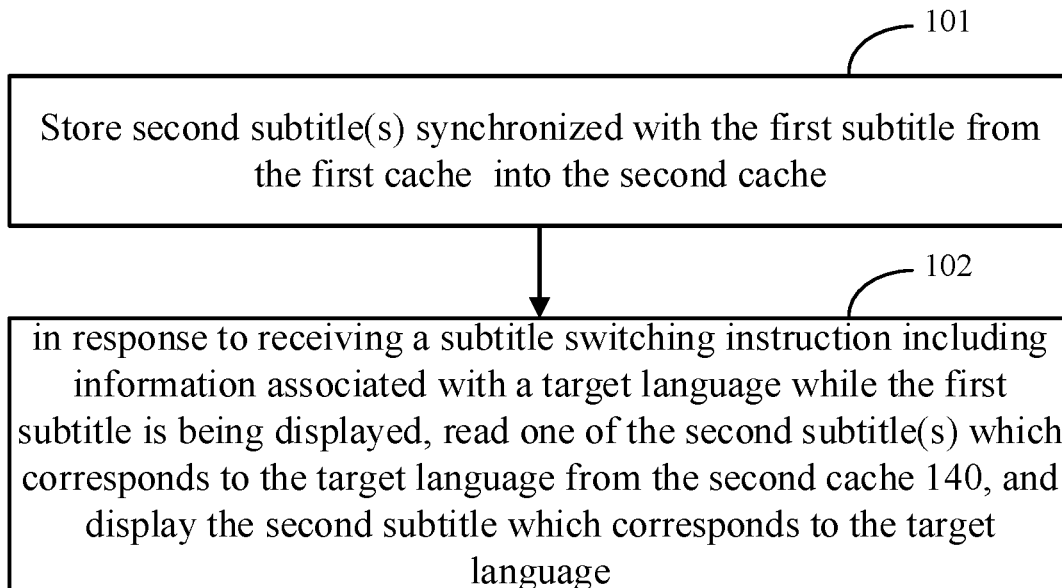 101
Store second subtitle(s) synchronized with the first subtitle from
the first cache into the second cache
102
in response to receiving a subtitle switching instruction including
information associated with a target language while the first
subtitle is being displayed, read one of the second subtitle(s) which
corresponds to the target language from the second cache 140, and
display the second subtitle which corresponds to the target
language